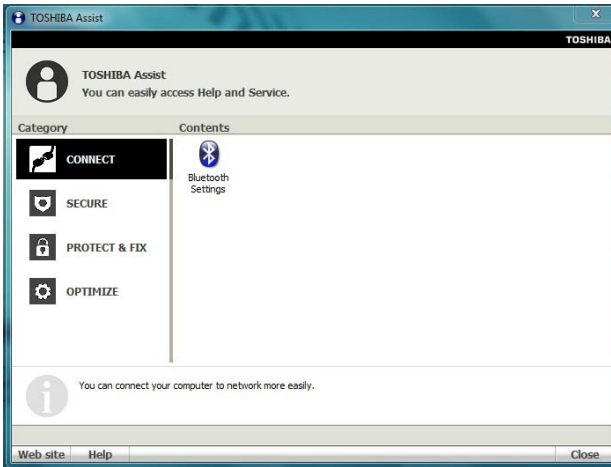 TOSHIBA Assist
TOSHIBA
TOSHIBA Assist
You can easily access Help and Service.
Category
Contents
CONNECT
SECURE
PROTECT & FIX
OPTIMIZE
Bluetooth
Settings
You can connect your computer to network more easily.
Web site
Help
Close